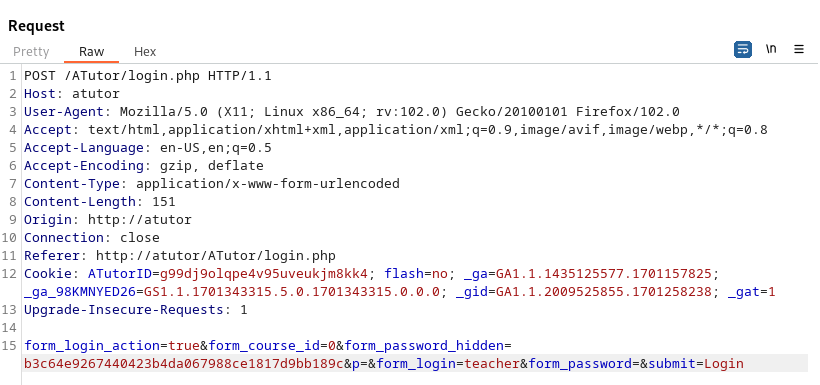 Request
Pretty Raw Hex \n
1 POST /ATutor/login.php HTTP/1.1
2 Host: atutor
3 User-Agent: Mozilla/5.0 (X11; Linux x86_64; rv:102.0) Gecko/20100101 Firefox/102.0
4 Accept: text/html,application/xhtml+xml,application/xml;q=0.9,image/avif,image/webp,*/*;q=0.8
5 Accept-Language: en-US,en;q=0.5
6 Accept-Encoding: gzip, deflate
7 Content-Type: application/x-www-form-urlencoded
8 Content-Length: 151
9 Origin: http://atutor
10 Connection: close
11 Referer: http://atutor/ATutor/login.php
12 Cookie: ATutorID=g99dj9olqpe4v95uveukjm8kk4; flash=no; _ga=GA1.1.1435125577.1701157825;
_ga_98KMNYED26=GS1.1.1701343315.5.0.1701343315.0.0.0; _gid=GA1.1.2009525855.1701258238; _gat=1
13 Upgrade-Insecure-Requests: 1
14
15 form_login_action=true&form_course_id=0&form_password_hidden=
b3c64e9267440423b4da067988ce1817d9bb189c&p=&form_login=teacher&form_password=&submit=Login